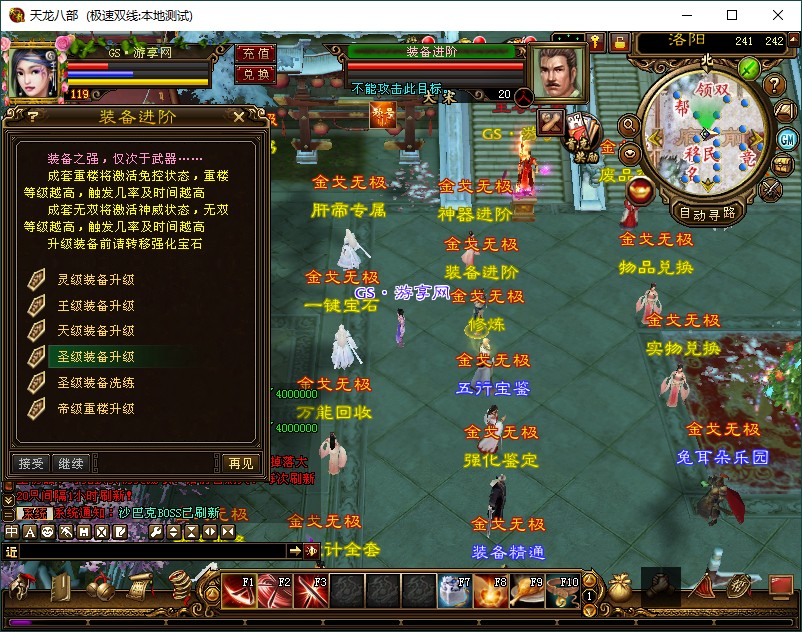 天龙八部 (极速双线:本地测试)
GS·游享网
119
充值
兑换
装备进阶
不能攻击此目标。
20
洛阳 241 242
北
领双
帮
移民
GM
自动寻路
装备进阶
装备之强，仅次于武器……
成套重楼将激活免控状态，重楼
等级越高，触发几率及时间越高
成套无双将激活神威状态，无双
等级越高，触发几率及时间越高
升级装备前请转移强化宝石
灵级装备升级
王级装备升级
天级装备升级
圣级装备升级
圣级装备洗练
帝级重楼升级
接受
继续
再见
金戈无极
肝帝专属
金戈无极
神器进阶
金戈无极
装备进阶
金戈无极
物品兑换
金戈无极
一键宝石
GS·游享网
金戈无极
修炼
金戈无极
实物兑换
金戈无极
五行宝鉴
金戈无极
万能回收
金戈无极
强化鉴定
金戈无极
兔耳朵乐园
金戈无极
金戈无极
装备精通
4000000
4000000
20只间隔1小时刷新!
系统 系统通知：沙巴克BOSS已刷新
近
F1
F2
F3
F7
F8
F9
F10
1